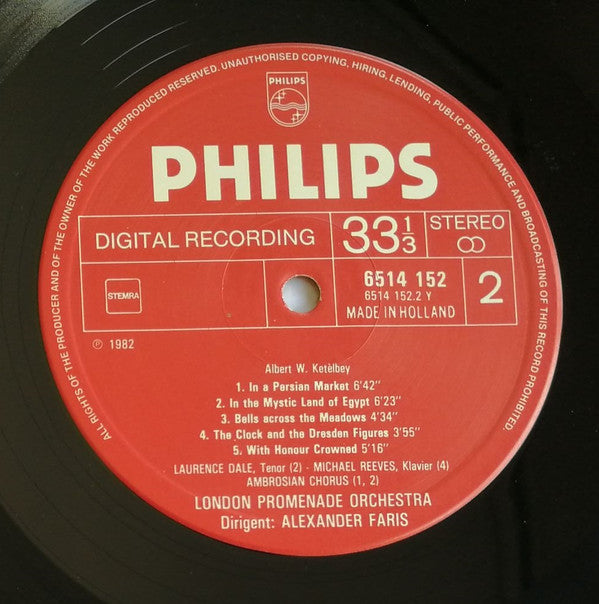 ALL RIGHTS OF THE PRODUCER AND OF THE OWNER OF THE WORK REPRODUCED RESERVED. UNAUTHORISED COPYING, HIRING, LENDING, PUBLIC PERFORMANCE AND BROADCASTING OF THIS RECORD PROHIBITED.
PHILIPS
PHILIPS
DIGITAL RECORDING
33 1/3
STEREO
STEMRA
6514 152
6514 152.2 Y
MADE IN HOLLAND
2
℗ 1982
Albert W. Ketèlbey
1. In a Persian Market 6'42"
2. In the Mystic Land of Egypt 6'23"
3. Bells across the Meadows 4'34"
4. The Clock and the Dresden Figures 3'55"
5. With Honour Crowned 5'16"
LAURENCE DALE, Tenor (2) - MICHAEL REEVES, Klavier (4)
AMBROSIAN CHORUS (1, 2)
LONDON PROMENADE ORCHESTRA
Dirigent: ALEXANDER FARIS